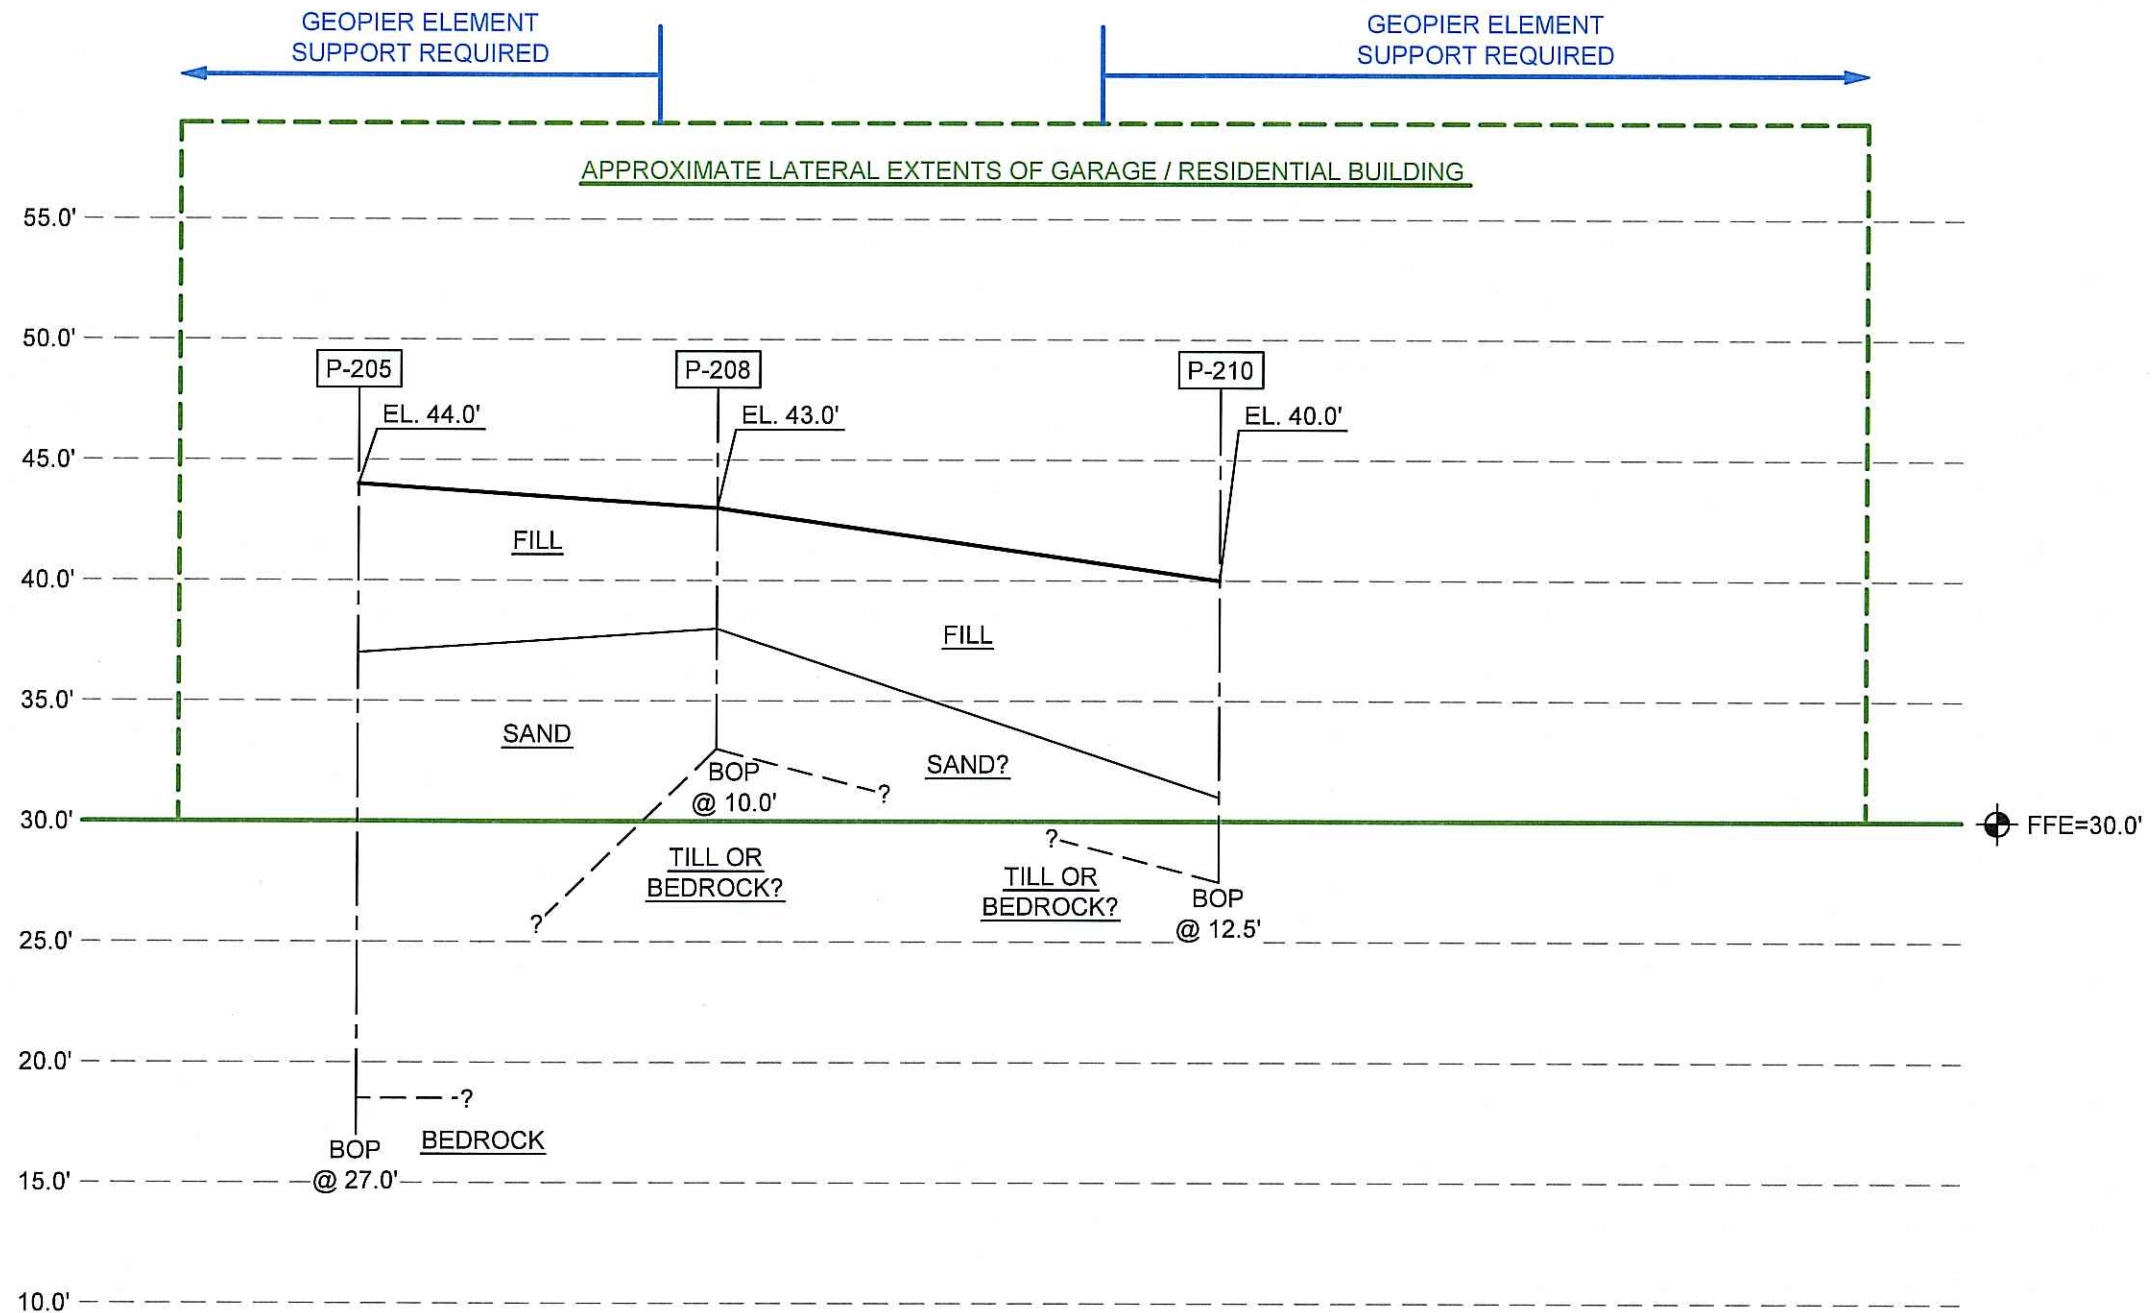 GEOPIER ELEMENT
SUPPORT REQUIRED
GEOPIER ELEMENT
SUPPORT REQUIRED
APPROXIMATE LATERAL EXTENTS OF GARAGE / RESIDENTIAL BUILDING
55.0'
50.0'
P-205
P-208
P-210
EL. 44.0'
EL. 43.0'
EL. 40.0'
45.0'
FILL
40.0'
FILL
35.0'
SAND
SAND?
BOP
@ 10.0'
?
30.0'
FFE=30.0'
?
TILL OR
BEDROCK?
TILL OR
BEDROCK?
BOP
@ 12.5'
?
25.0'
20.0'
?
BEDROCK
BOP
@ 27.0'
15.0'
10.0'